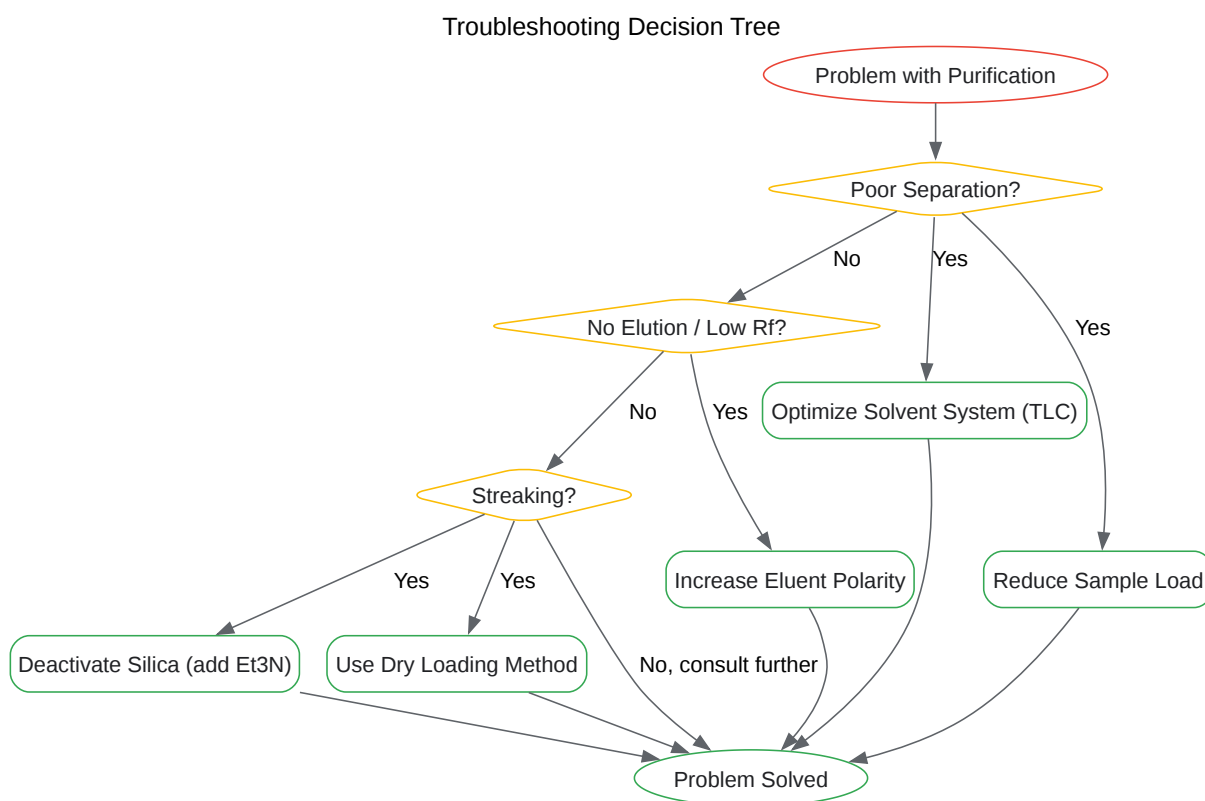 Troubleshooting Decision Tree
Problem with Purification
Poor Separation?
No
Yes
No Elution / Low Rf?
Yes
Optimize Solvent System (TLC)
No
Yes
Streaking?
Yes
Yes
Increase Eluent Polarity
Reduce Sample Load
Deactivate Silica (add Et3N)
Use Dry Loading Method
No, consult further
Problem Solved